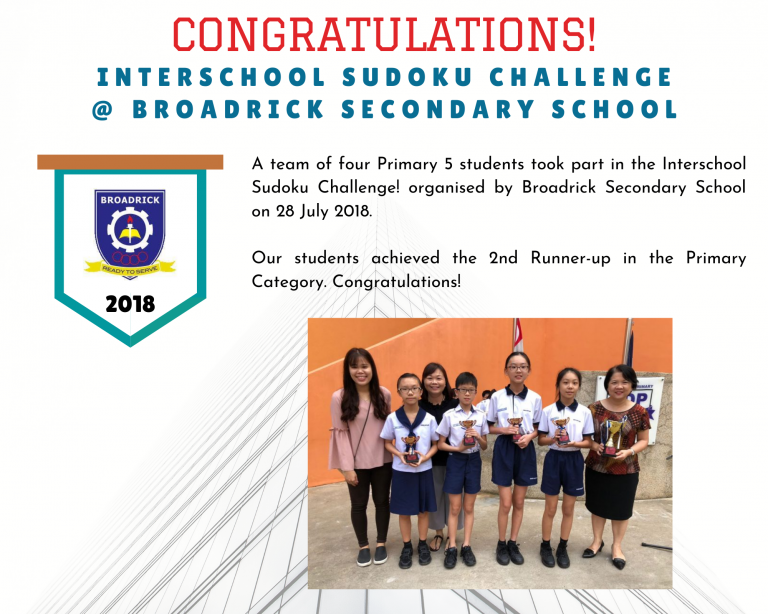 CONGRATULATIONS!
INTERSCHOOL SUDOKU CHALLENGE
@ BROADRICK SECONDARY SCHOOL
BROADRICK
READY TO SERVE
2018
A team of four Primary 5 students took part in the Interschool
Sudoku Challenge! organised by Broadrick Secondary School
on 28 July 2018.
Our students achieved the 2nd Runner-up in the Primary
Category. Congratulations!